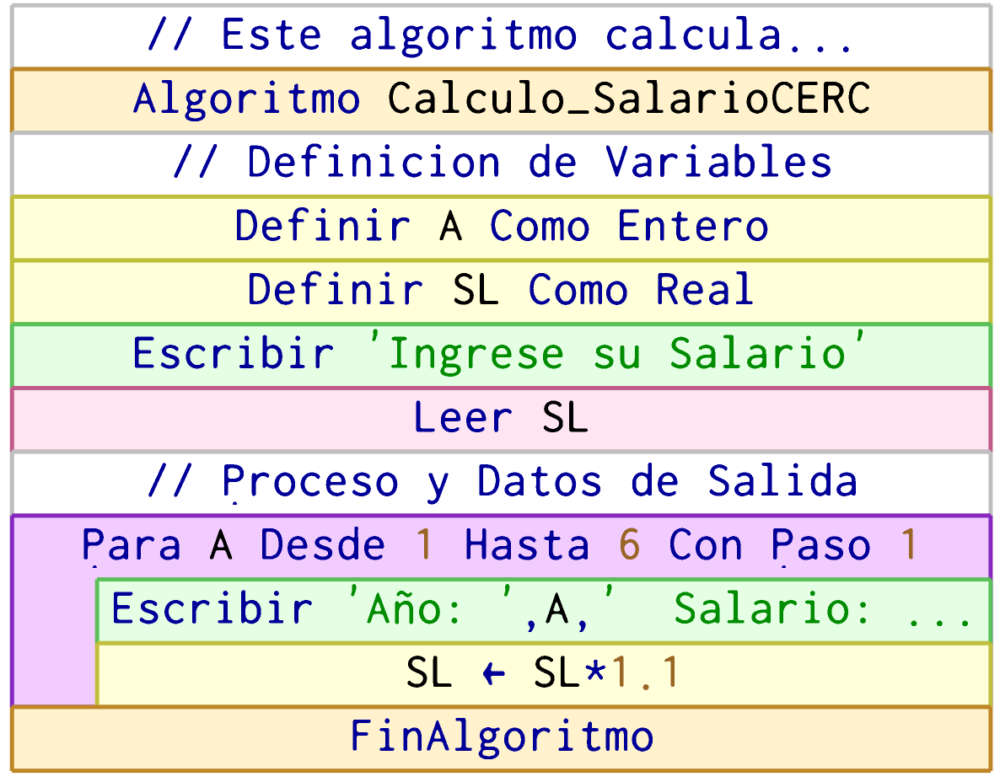 // Este algoritmo calcula...
Algoritmo Calculo_SalarioCERC
// Definicion de Variables
Definir A Como Entero
Definir SL Como Real
Escribir 'Ingrese su Salario'
Leer SL
// Proceso y Datos de Salida
Para A Desde 1 Hasta 6 Con Paso 1
Escribir 'Año: ',A,'  Salario: ...
SL ← SL*1.1
FinAlgoritmo